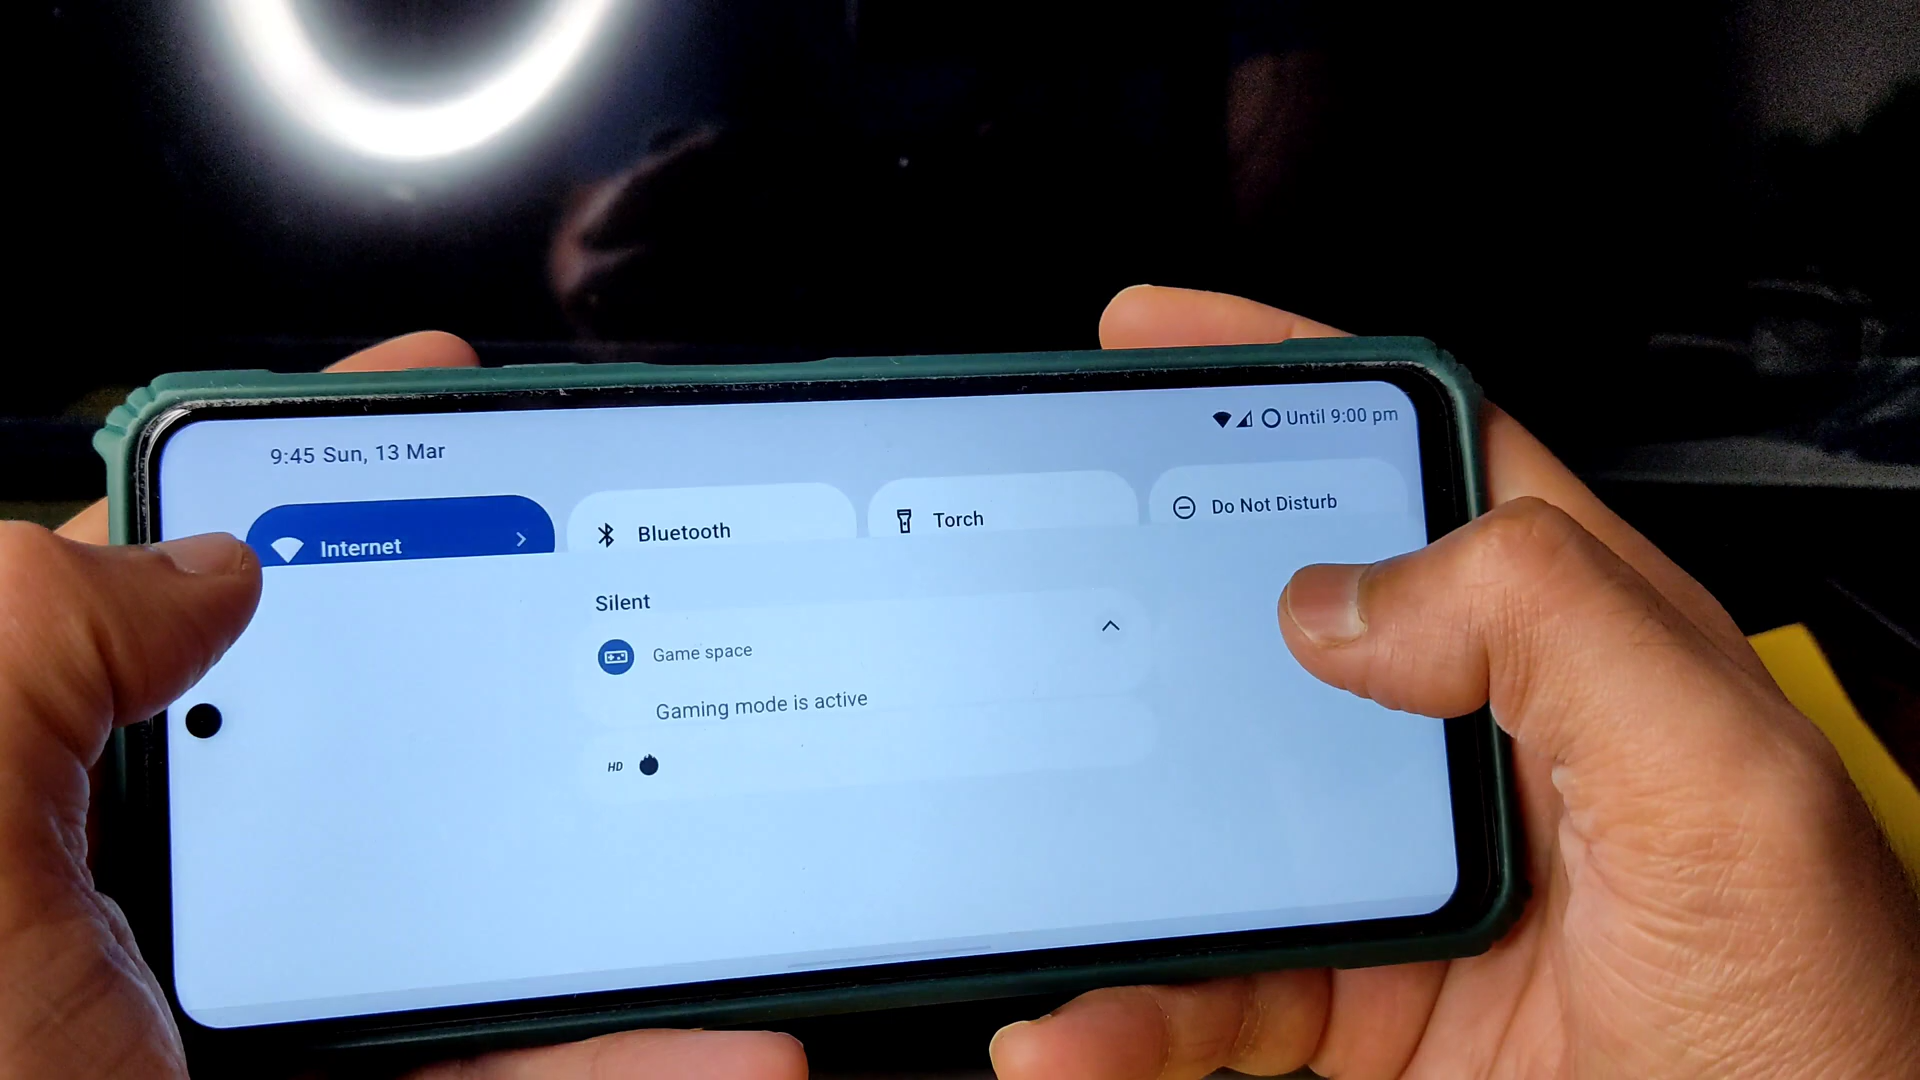 9:45 Sun, 13 Mar
Until 9:00 pm
Internet
Bluetooth
Torch
Do Not Disturb
Silent
Game space
Gaming mode is active
HD